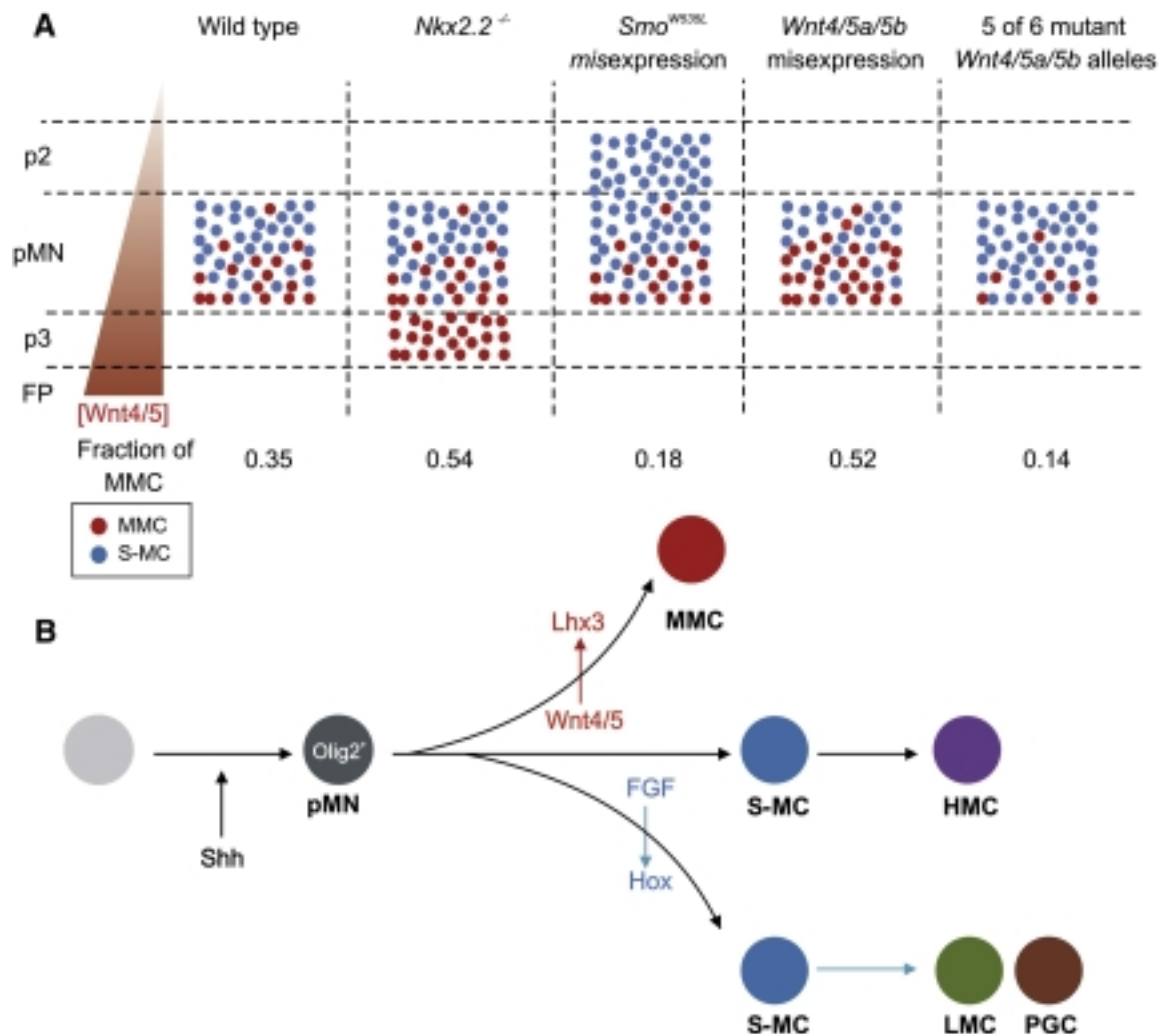 A
Wild type
Nkx2.2 -/-
Smo
misexpression
Wnt4/5a/5b
misexpression
5 of 6 mutant
Wnt4/5a/5b alleles
p2
pMN
p3
FP
[Wnt4/5]
Fraction of
MMC
0.35
0.54
0.18
0.52
0.14
MMC
S-MC
B
Lhx3
Wnt4/5
MMC
Olig2+
pMN
Shh
FGF
Hox
S-MC
HMC
S-MC
LMC
PGC